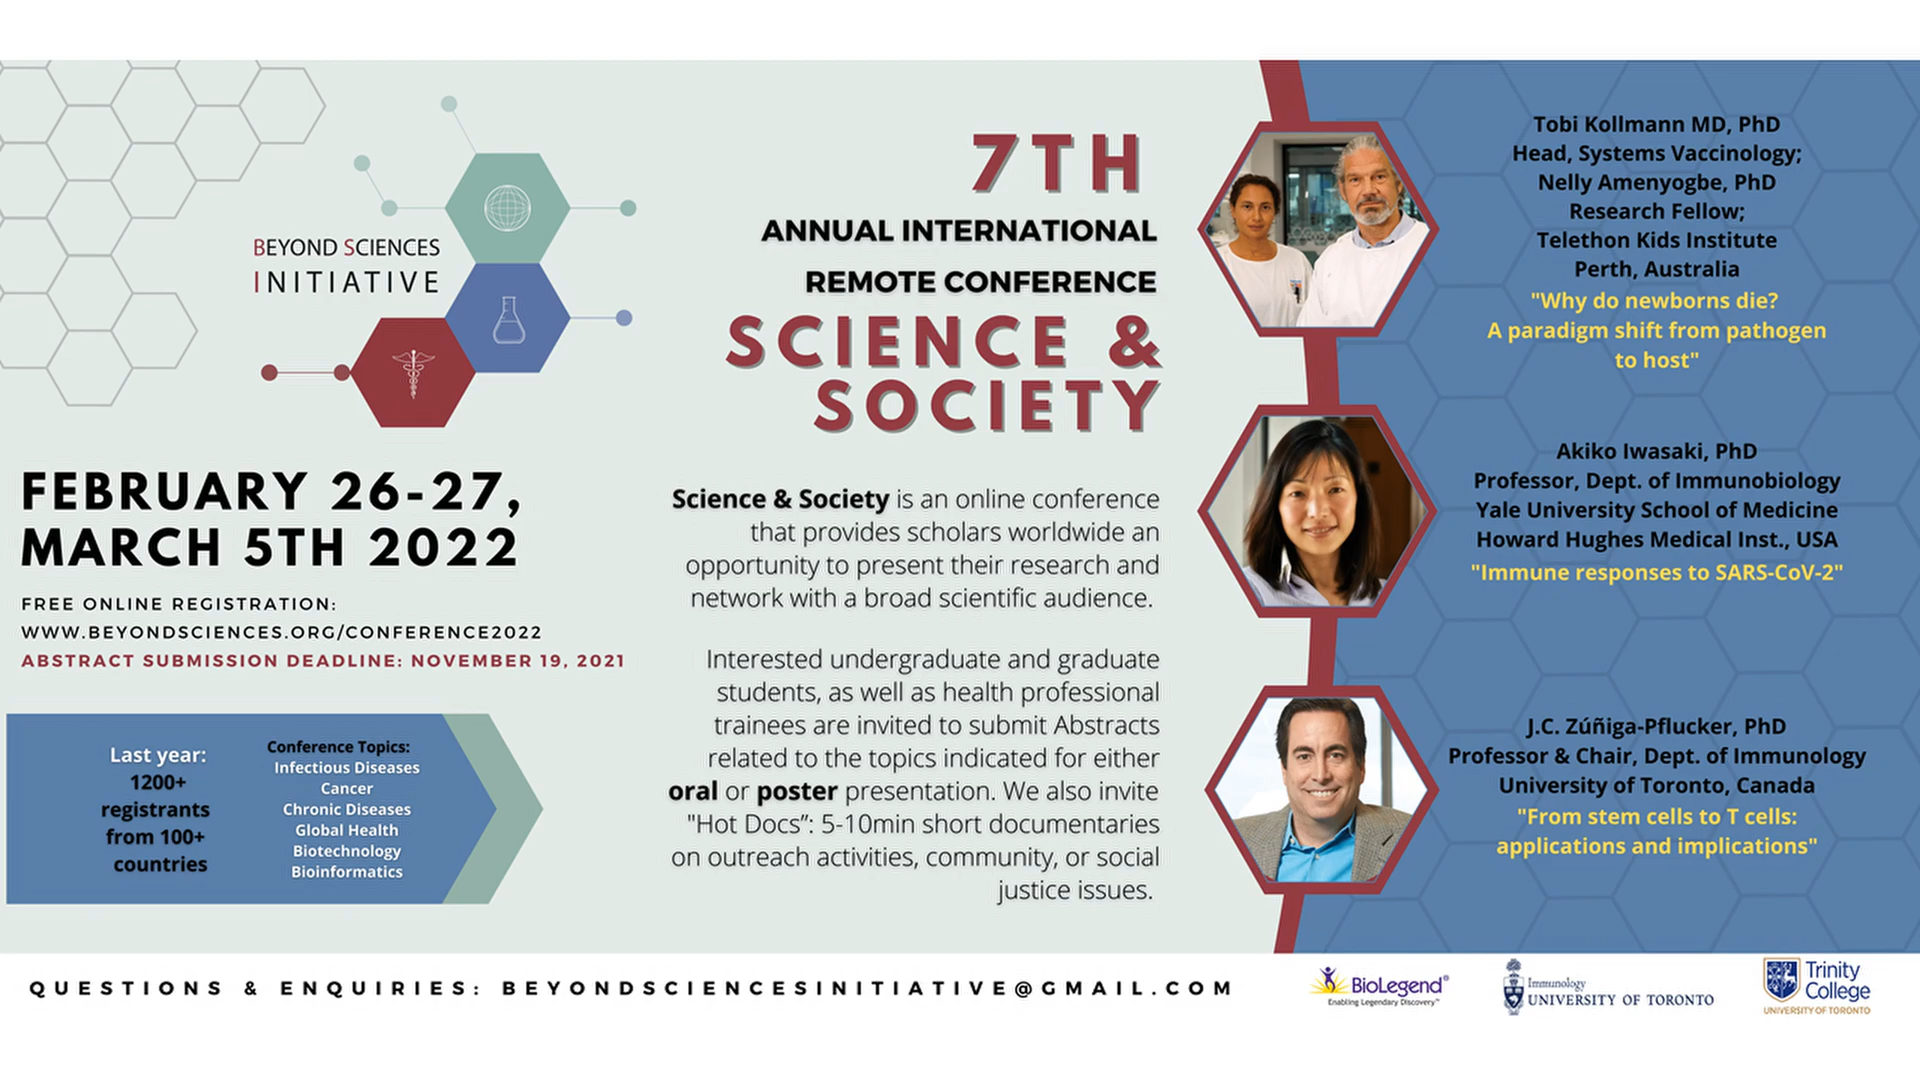 BEYOND SCIENCES
INITIATIVE
FEBRUARY 26-27,
MARCH 5TH 2022
FREE ONLINE REGISTRATION:
WWW.BEYONDSCIENCES.ORG/CONFERENCE2022
ABSTRACT SUBMISSION DEADLINE: NOVEMBER 19, 2021
Last year:
1200+
registrants
from 100+
countries
Conference Topics:
Infectious Diseases
Cancer
Chronic Diseases
Global Health
Biotechnology
Bioinformatics
7TH
ANNUAL INTERNATIONAL
REMOTE CONFERENCE
SCIENCE &
SOCIETY
Science & Society is an online conference
that provides scholars worldwide an
opportunity to present their research and
network with a broad scientific audience.
Interested undergraduate and graduate
students, as well as health professional
trainees are invited to submit Abstracts
related to the topics indicated for either
oral or poster presentation. We also invite
"Hot Docs”: 5-10min short documentaries
on outreach activities, community, or social
justice issues.
Tobi Kollmann MD, PhD
Head, Systems Vaccinology;
Nelly Amenyogbe, PhD
Research Fellow;
Telethon Kids Institute
Perth, Australia
"Why do newborns die?
A paradigm shift from pathogen
to host"
Akiko Iwasaki, PhD
Professor, Dept. of Immunobiology
Yale University School of Medicine
Howard Hughes Medical Inst., USA
"Immune responses to SARS-CoV-2"
J.C. Zúñiga-Pflucker, PhD
Professor & Chair, Dept. of Immunology
University of Toronto, Canada
"From stem cells to T cells:
applications and implications"
QUESTIONS & ENQUIRIES: BEYONDSCIENCESINITIATIVE@GMAIL.COM
BioLegend®
Enabling Legendary Discovery™
Immunology
UNIVERSITY OF TORONTO
Trinity
College
UNIVERSITY OF TORONTO